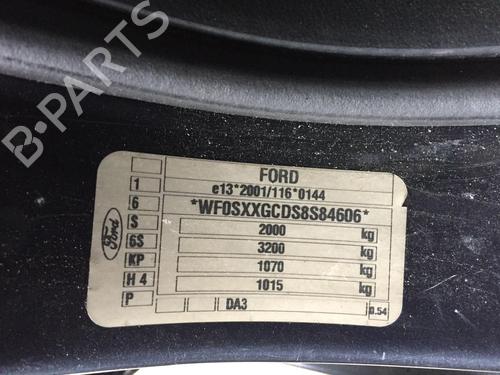 B-PARTS
FORD
e13*2001/116*0144
*WF0SXXGCDS8S84606*
1
6
S
6S
KP
H 4
P
2000 kg
3200 kg
1070 kg
1015 kg
DA3
0.54
Ford